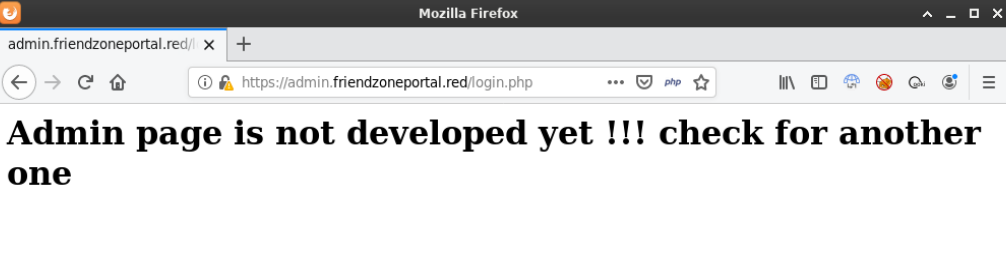 Mozilla Firefox
admin.friendzoneportal.red/l
https://admin.friendzoneportal.red/login.php
php
Admin page is not developed yet !!! check for another
one